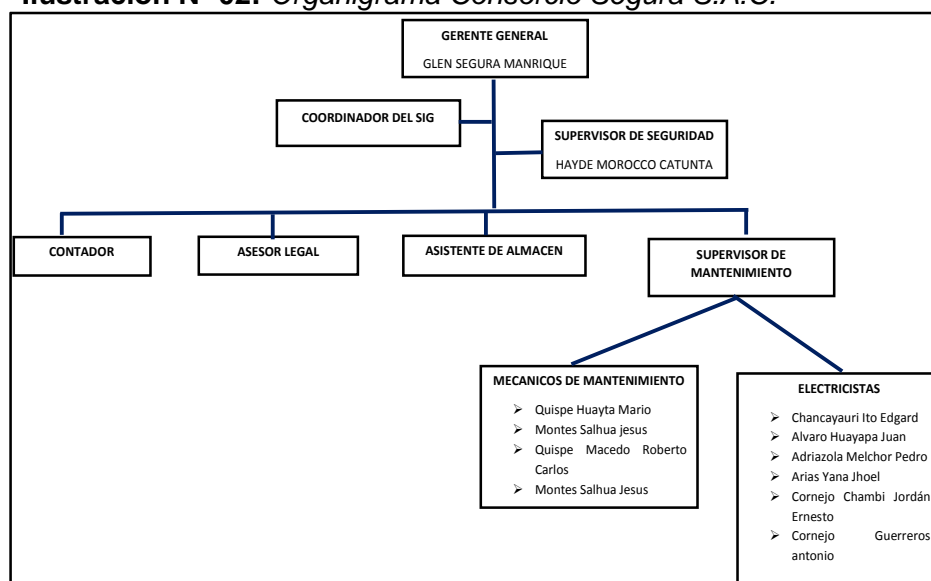 Ilustración N° 02: Organigrama Consorcio Segura S.A.C.
GERENTE GENERAL
GLEN SEGURA MANRIQUE
COORDINADOR DEL SIG
SUPERVISOR DE SEGURIDAD
HAYDE MOROCCO CATUNTA
CONTADOR
ASESOR LEGAL
ASISTENTE DE ALMACEN
SUPERVISOR DE
MANTENIMIENTO
MECANICOS DE MANTENIMIENTO
➢ Quispe Huayta Mario
➢ Montes Salhua jesus
➢ Quispe Macedo Roberto
Carlos
➢ Montes Salhua Jesus
ELECTRICISTAS
➢ Chancayauri Ito Edgard
➢ Alvaro Huayapa Juan
➢ Adriazola Melchor Pedro
➢ Arias Yana Jhoel
➢ Cornejo Chambi Jordán
Ernesto
➢ Cornejo Guerreros
antonio